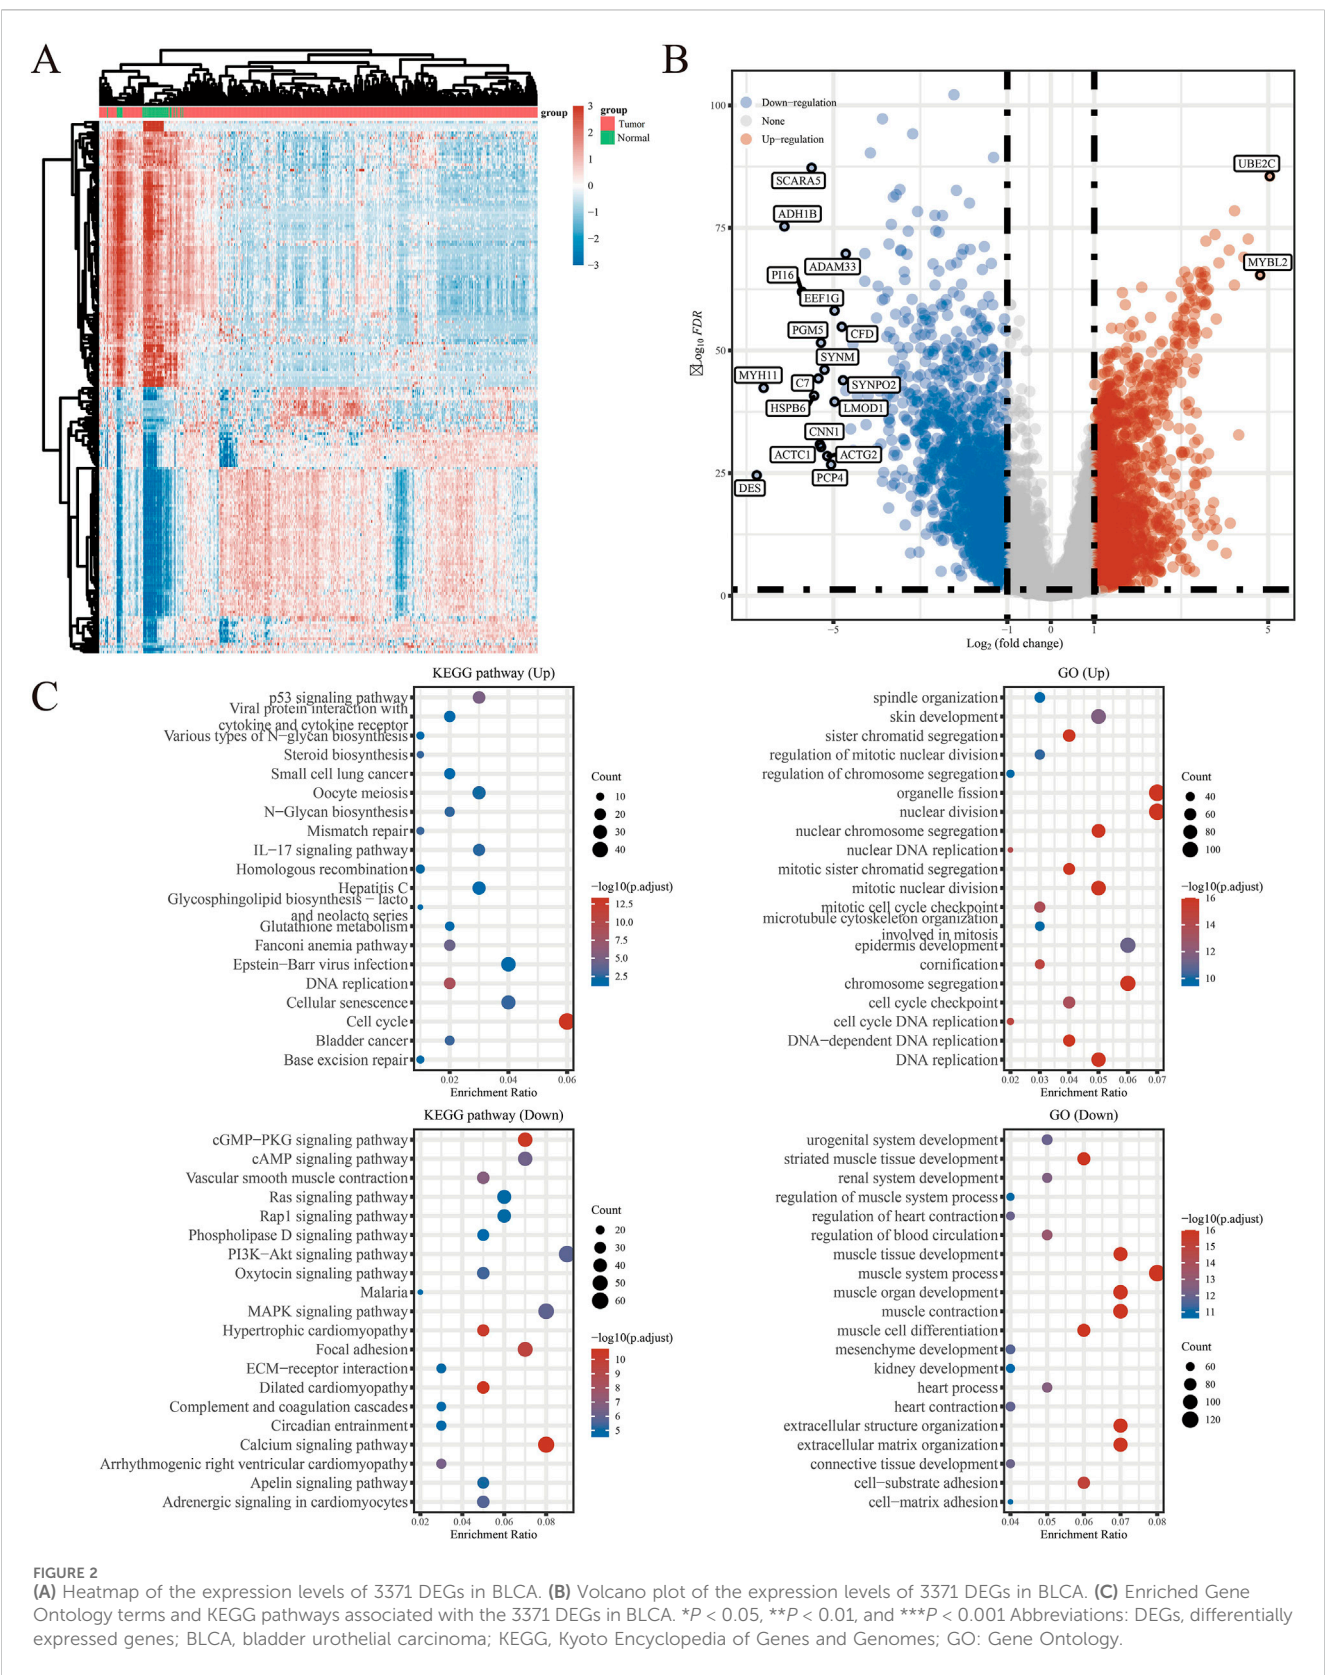 A
group
3
2
1
0
−1
−2
−3
group
Tumor
Normal
B
Down−regulation
None
Up−regulation
UBE2C
SCARA5
ADH1B
ADAM33
MYBL2
PI16
EEF1G
PGM5
CFD
SYNM
MYH11
C7
SYNPO2
HSPB6
LMOD1
CNN1
ACTC1
ACTG2
PCP4
DES
100
75
50
25
0
Log10 FDR
−5
−1
0
1
5
Log2 (fold change)
C
KEGG pathway (Up)
p53 signaling pathway
Viral protein interaction with
cytokine and cytokine receptor
Various types of N−glycan biosynthesis
Steroid biosynthesis
Small cell lung cancer
Oocyte meiosis
N−Glycan biosynthesis
Mismatch repair
IL−17 signaling pathway
Homologous recombination
Hepatitis C
Glycosphingolipid biosynthesis − lacto
and neolacto series
Glutathione metabolism
Fanconi anemia pathway
Epstein−Barr virus infection
DNA replication
Cellular senescence
Cell cycle
Bladder cancer
Base excision repair
0.02
0.04
0.06
Enrichment Ratio
Count
10
20
30
40
−log10(p.adjust)
12.5
10.0
7.5
5.0
2.5
GO (Up)
spindle organization
skin development
sister chromatid segregation
regulation of mitotic nuclear division
regulation of chromosome segregation
organelle fission
nuclear division
nuclear chromosome segregation
nuclear DNA replication
mitotic sister chromatid segregation
mitotic nuclear division
mitotic cell cycle checkpoint
microtubule cytoskeleton organization
involved in mitosis
epidermis development
cornification
chromosome segregation
cell cycle checkpoint
cell cycle DNA replication
DNA−dependent DNA replication
DNA replication
0.02
0.03
0.04
0.05
0.06
0.07
Enrichment Ratio
Count
40
60
80
100
−log10(p.adjust)
16
14
12
10
KEGG pathway (Down)
cGMP−PKG signaling pathway
cAMP signaling pathway
Vascular smooth muscle contraction
Ras signaling pathway
Rap1 signaling pathway
Phospholipase D signaling pathway
PI3K−Akt signaling pathway
Oxytocin signaling pathway
Malaria
MAPK signaling pathway
Hypertrophic cardiomyopathy
Focal adhesion
ECM−receptor interaction
Dilated cardiomyopathy
Complement and coagulation cascades
Circadian entrainment
Calcium signaling pathway
Arrhythmogenic right ventricular cardiomyopathy
Apelin signaling pathway
Adrenergic signaling in cardiomyocytes
0.02
0.04
0.06
0.08
Enrichment Ratio
Count
20
30
40
50
60
−log10(p.adjust)
10
9
8
7
6
5
GO (Down)
urogenital system development
striated muscle tissue development
renal system development
regulation of muscle system process
regulation of heart contraction
regulation of blood circulation
muscle tissue development
muscle system process
muscle organ development
muscle contraction
muscle cell differentiation
mesenchyme development
kidney development
heart process
heart contraction
extracellular structure organization
extracellular matrix organization
connective tissue development
cell−substrate adhesion
cell−matrix adhesion
0.04
0.05
0.06
0.07
0.08
Enrichment Ratio
−log10(p.adjust)
16
15
14
13
12
11
Count
60
80
100
120
FIGURE 2
(A) Heatmap of the expression levels of 3371 DEGs in BLCA. (B) Volcano plot of the expression levels of 3371 DEGs in BLCA. (C) Enriched Gene
Ontology terms and KEGG pathways associated with the 3371 DEGs in BLCA. *P < 0.05, **P < 0.01, and ***P < 0.001 Abbreviations: DEGs, differentially
expressed genes; BLCA, bladder urothelial carcinoma; KEGG, Kyoto Encyclopedia of Genes and Genomes; GO: Gene Ontology.